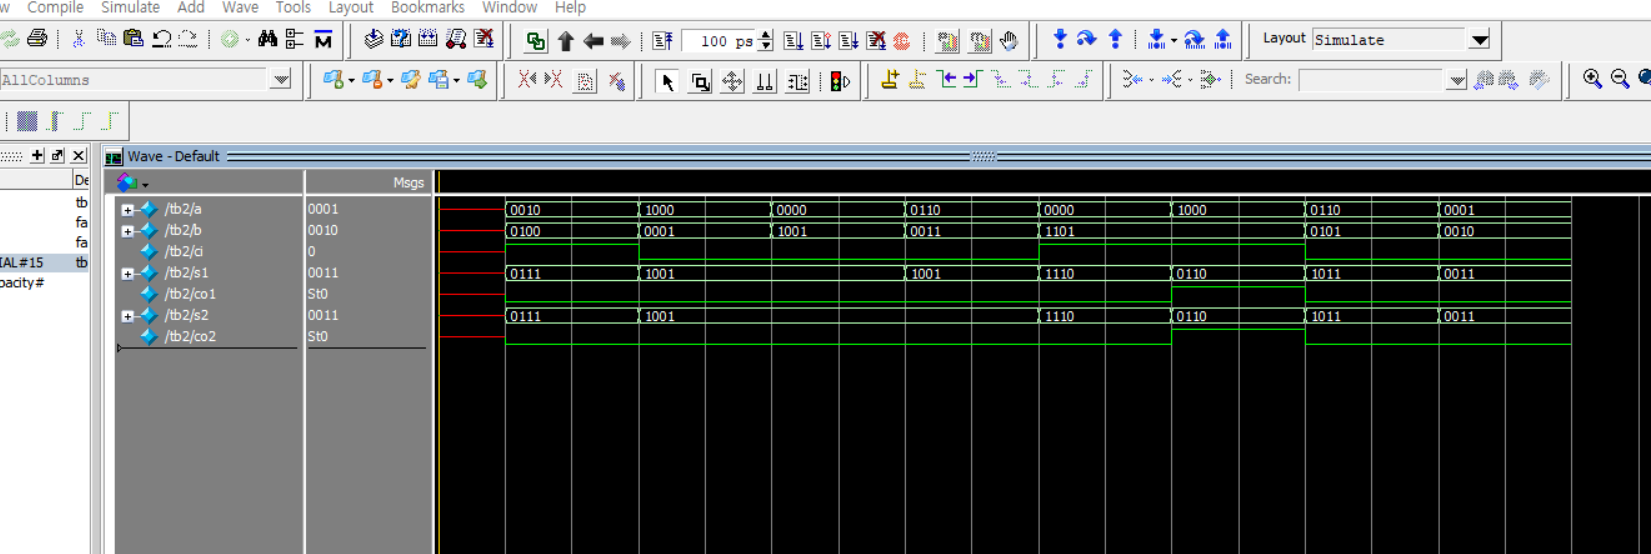 w Compile Simulate Add Wave Tools Layout Bookmarks Window Help
100 ps Layout Simulate
AllColumns Search:
Wave - Default
De Msgs
tb /tb2/a 0001 0010 1000 0000 0110 0000 1000 0110 0001
fa /tb2/b 0010 0100 0001 1001 0011 1101 0101 0010
fa /tb2/ci 0
IAL#15 tb /tb2/s1 0011 0111 1001 1001 1110 0110 1011 0011
pacity# /tb2/co1 St0
/tb2/s2 0011 0111 1001 1110 0110 1011 0011
/tb2/co2 St0